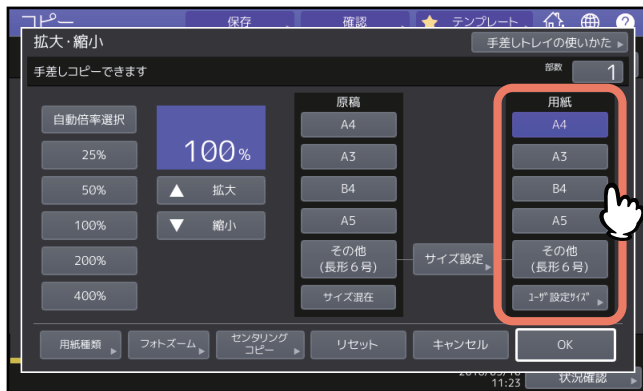 コピー 保存 確認 テンプレート
拡大・縮小 手差しトレイの使いかた
手差しコピーできます 部数 1
原稿 用紙
自動倍率選択 100% A4 A4
25% A3 A3
50% 拡大 B4 B4
100% 縮小 A5 A5
200% その他 サイズ設定 その他
(長形6号) (長形6号)
400% サイズ混在 ﾕｰｻﾞ設定ｻｲｽﾞ
用紙種類 フォトズーム センタリング リセット キャンセル OK
コピー
11:23 状況確認